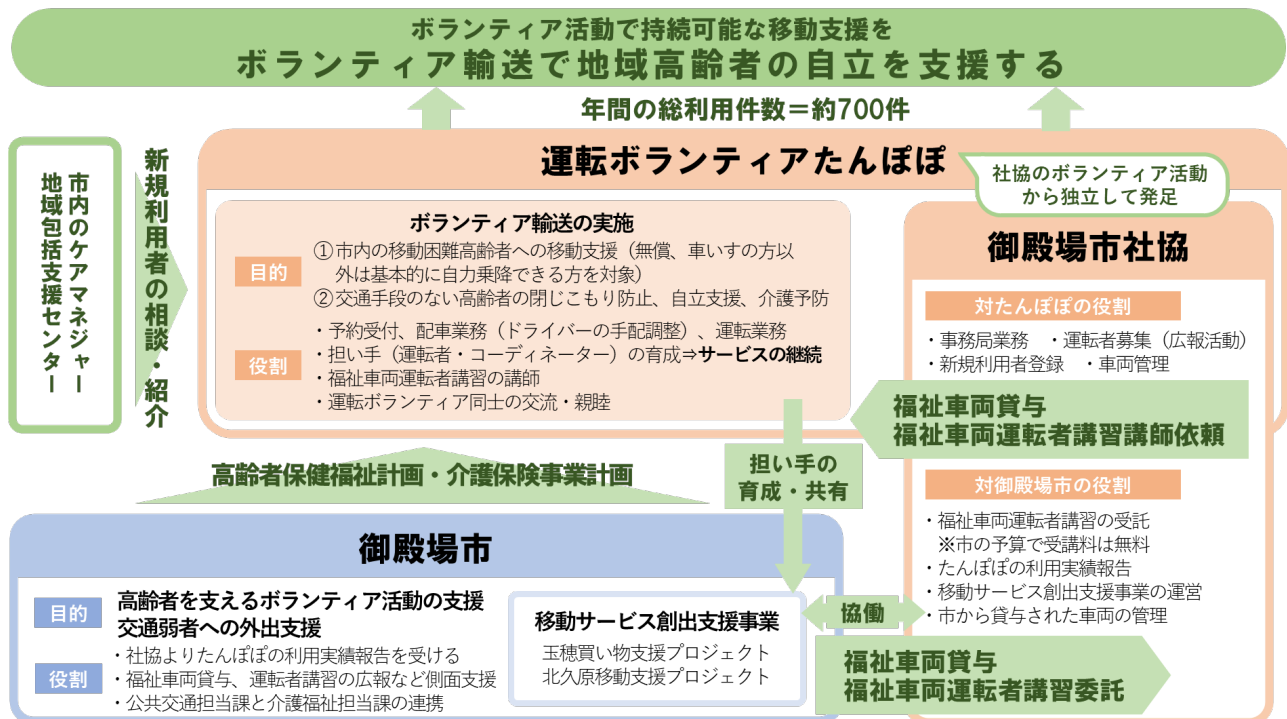 ボランティア活動で持続可能な移動支援を
ボランティア輸送で地域高齢者の自立を支援する
年間の総利用件数＝約700件
市内のケアマネジャー
地域包括支援センター
新規利用者の相談・紹介
運転ボランティアたんぽぽ
社協のボランティア活動
から独立して発足
ボランティア輸送の実施
目的
①市内の移動困難高齢者への移動支援（無償、車いすの方以
外は基本的に自力乗降できる方を対象）
②交通手段のない高齢者の閉じこもり防止、自立支援、介護予防
役割
・予約受付、配車業務（ドライバーの手配調整）、運転業務
・担い手（運転者・コーディネーター）の育成⇒サービスの継続
・福祉車両運転者講習の講師
・運転ボランティア同士の交流・親睦
御殿場市社協
対たんぽぽの役割
・事務局業務　・運転者募集（広報活動）
・新規利用者登録　・車両管理
福祉車両貸与
福祉車両運転者講習講師依頼
対御殿場市の役割
・福祉車両運転者講習の受託
※市の予算で受講料は無料
・たんぽぽの利用実績報告
・移動サービス創出支援事業の運営
・市から貸与された車両の管理
高齢者保健福祉計画・介護保険事業計画
担い手の
育成・共有
御殿場市
目的
高齢者を支えるボランティア活動の支援
交通弱者への外出支援
役割
・社協よりたんぽぽの利用実績報告を受ける
・福祉車両貸与、運転者講習の広報など側面支援
・公共交通担当課と介護福祉担当課の連携
移動サービス創出支援事業
玉穂買い物支援プロジェクト
北久原移動支援プロジェクト
協働
福祉車両貸与
福祉車両運転者講習委託